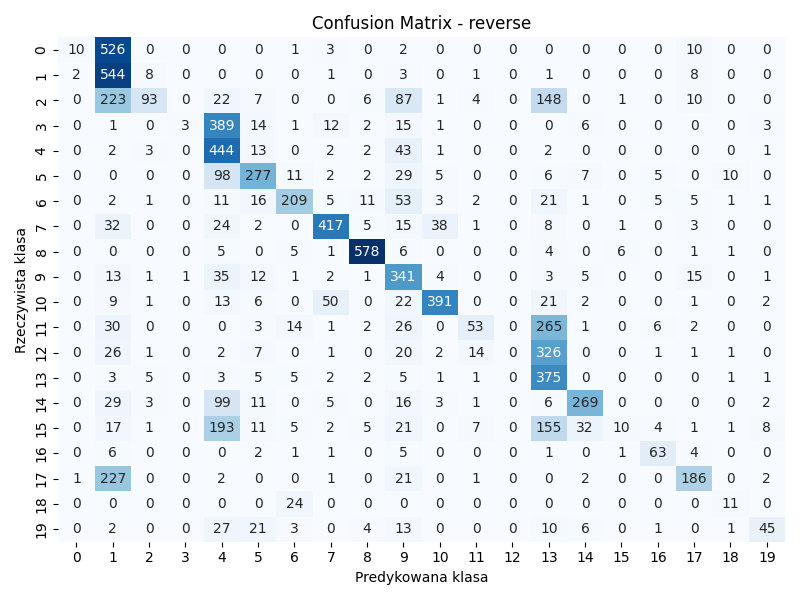 Confusion Matrix - reverse
Rzeczywista klasa
0 10 526 0 0 0 0 1 3 0 2 0 0 0 0 0 0 0 10 0 0
1 2 544 8 0 0 0 0 1 0 3 0 1 0 1 0 0 0 8 0 0
2 0 223 93 0 22 7 0 0 6 87 1 4 0 148 0 1 0 10 0 0
3 0 1 0 3 389 14 1 12 2 15 1 0 0 0 6 0 0 0 0 3
4 0 2 3 0 444 13 0 2 2 43 1 0 0 2 0 0 0 0 0 1
5 0 0 0 0 98 277 11 2 2 29 5 0 0 6 7 0 5 0 10 0
6 0 2 1 0 11 16 209 5 11 53 3 2 0 21 1 0 5 5 1 1
7 0 32 0 0 24 2 0 417 5 15 38 1 0 8 0 1 0 3 0 0
8 0 0 0 0 5 0 5 1 578 6 0 0 0 4 0 6 0 1 1 0
9 0 13 1 1 35 12 1 2 1 341 4 0 0 3 5 0 0 15 0 1
10 0 9 1 0 13 6 0 50 0 22 391 0 0 21 2 0 0 1 0 2
11 0 30 0 0 0 3 14 1 2 26 0 53 0 265 1 0 6 2 0 0
12 0 26 1 0 2 7 0 1 0 20 2 14 0 326 0 0 1 1 1 0
13 0 3 5 0 3 5 5 2 2 5 1 1 0 375 0 0 0 0 1 1
14 0 29 3 0 99 11 0 5 0 16 3 1 0 6 269 0 0 0 0 2
15 0 17 1 0 193 11 5 2 5 21 0 7 0 155 32 10 4 1 1 8
16 0 6 0 0 0 2 1 1 0 5 0 0 0 1 0 1 63 4 0 0
17 1 227 0 0 2 0 0 1 0 21 0 1 0 0 2 0 0 186 0 2
18 0 0 0 0 0 0 24 0 0 0 0 0 0 0 0 0 0 0 11 0
19 0 2 0 0 27 21 3 0 4 13 0 0 0 10 6 0 1 0 1 45
0 1 2 3 4 5 6 7 8 9 10 11 12 13 14 15 16 17 18 19
Predykowana klasa